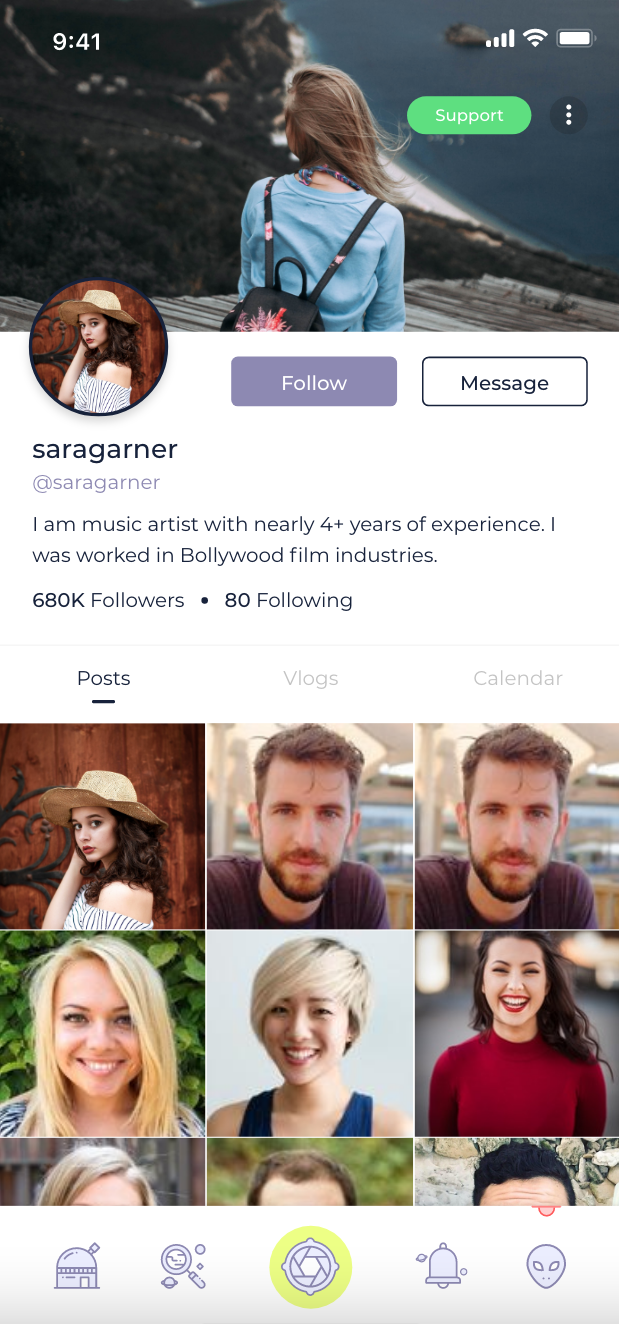 9:41
Support
Follow
Message
saragarner
@saragarner
I am music artist with nearly 4+ years of experience. I
was worked in Bollywood film industries.
680K Followers • 80 Following
Posts
Vlogs
Calendar